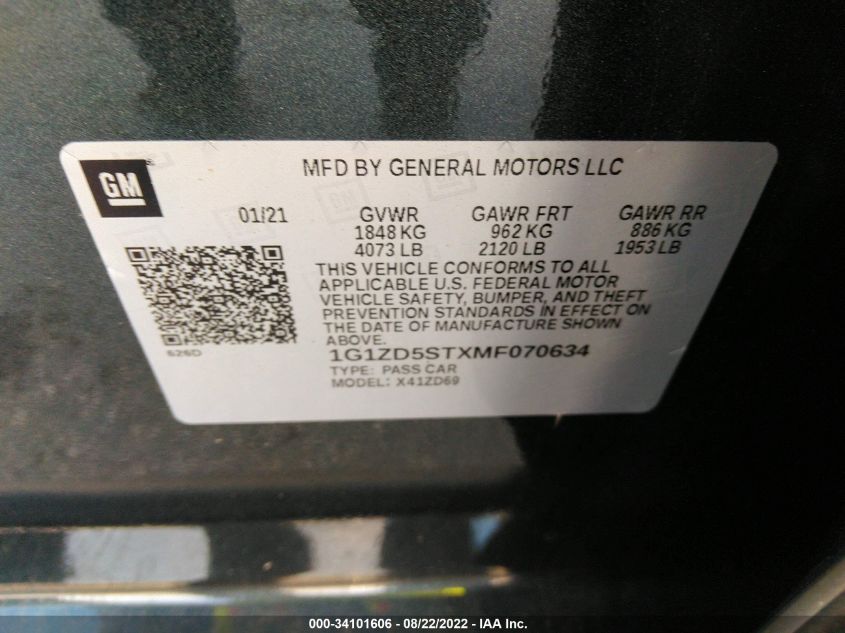 GM
MFD BY GENERAL MOTORS LLC
01/21 GVWR GAWR FRT GAWR RR
1848 KG 962 KG 886 KG
4073 LB 2120 LB 1953 LB
THIS VEHICLE CONFORMS TO ALL
APPLICABLE U.S. FEDERAL MOTOR
VEHICLE SAFETY, BUMPER, AND THEFT
PREVENTION STANDARDS IN EFFECT ON
THE DATE OF MANUFACTURE SHOWN
ABOVE.
626D
1G1ZD5STXMF070634
TYPE: PASS CAR
MODEL: X41ZD69
000-34101606 - 08/22/2022 - IAA Inc.